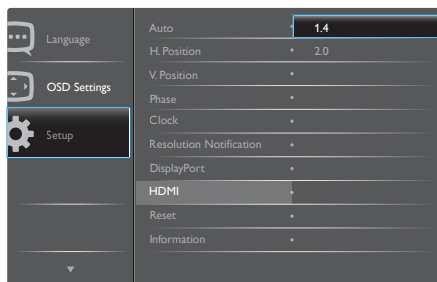 Language
OSD Settings
Setup
Auto
H. Position
V. Position
Phase
Clock
Resolution Notification
DisplayPort
HDMI
Reset
Information
1.4
2.0